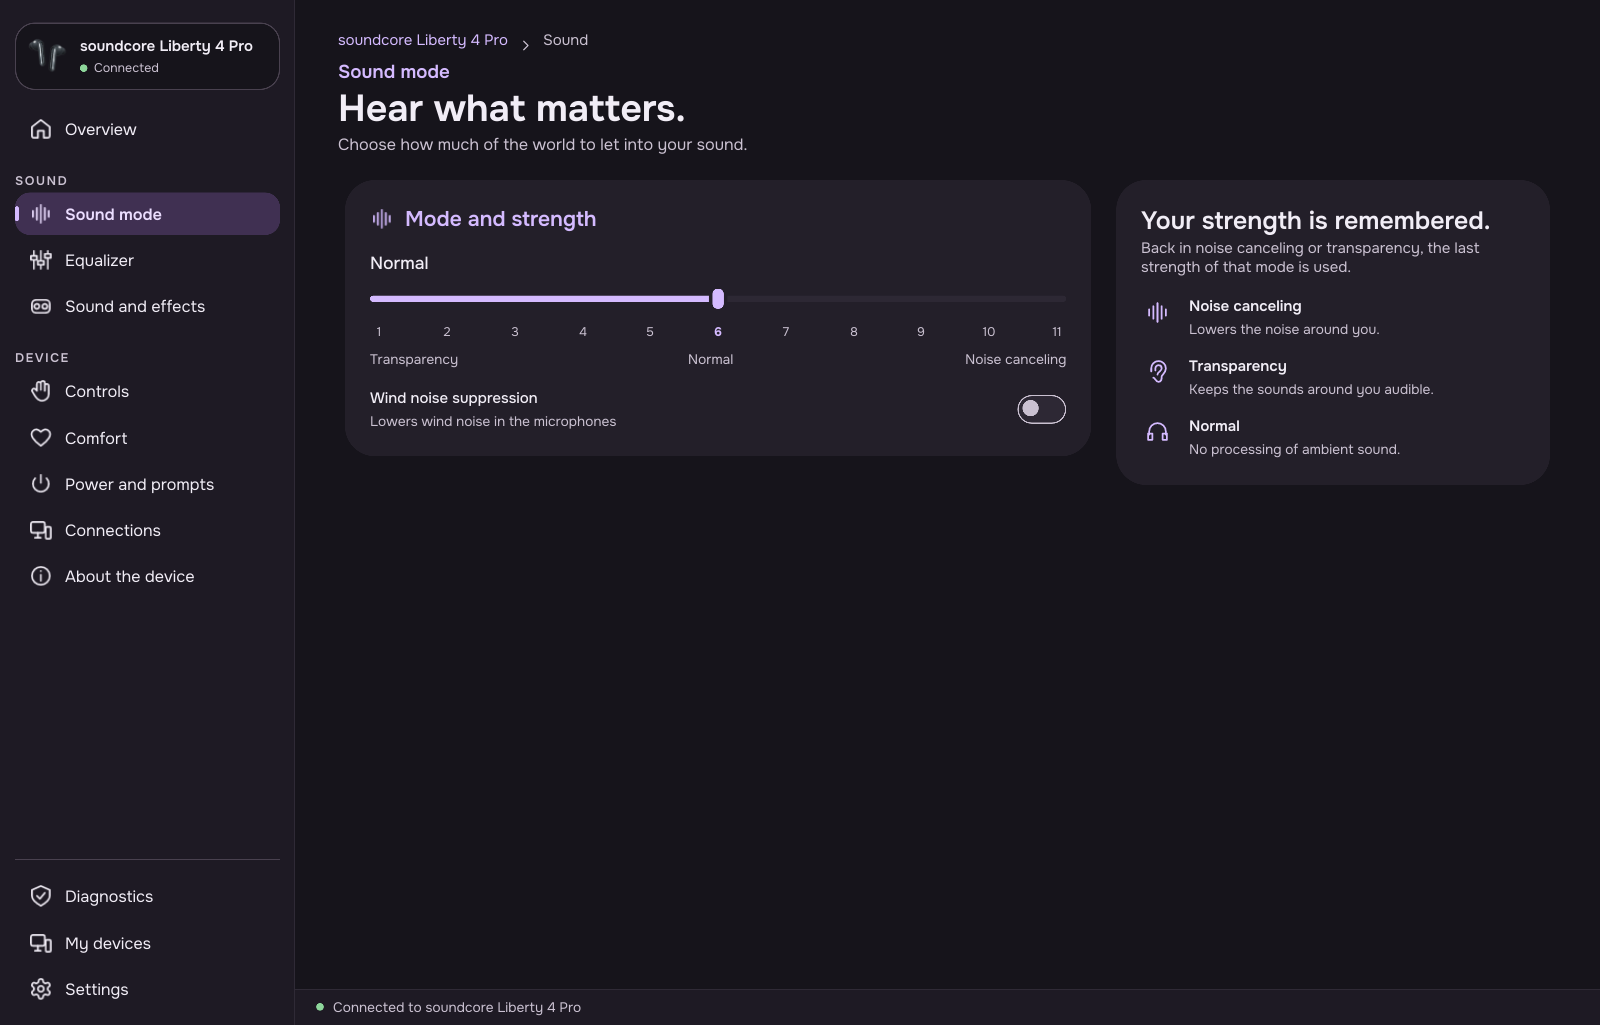 soundcore Liberty 4 Pro
Connected
Overview
SOUND
Sound mode
Equalizer
Sound and effects
DEVICE
Controls
Comfort
Power and prompts
Connections
About the device
Diagnostics
My devices
Settings
soundcore Liberty 4 Pro > Sound
Sound mode
Hear what matters.
Choose how much of the world to let into your sound.
Mode and strength
Normal
1 2 3 4 5 6 7 8 9 10 11
Transparency Normal Noise canceling
Wind noise suppression
Lowers wind noise in the microphones
Your strength is remembered.
Back in noise canceling or transparency, the last
strength of that mode is used.
Noise canceling
Lowers the noise around you.
Transparency
Keeps the sounds around you audible.
Normal
No processing of ambient sound.
Connected to soundcore Liberty 4 Pro